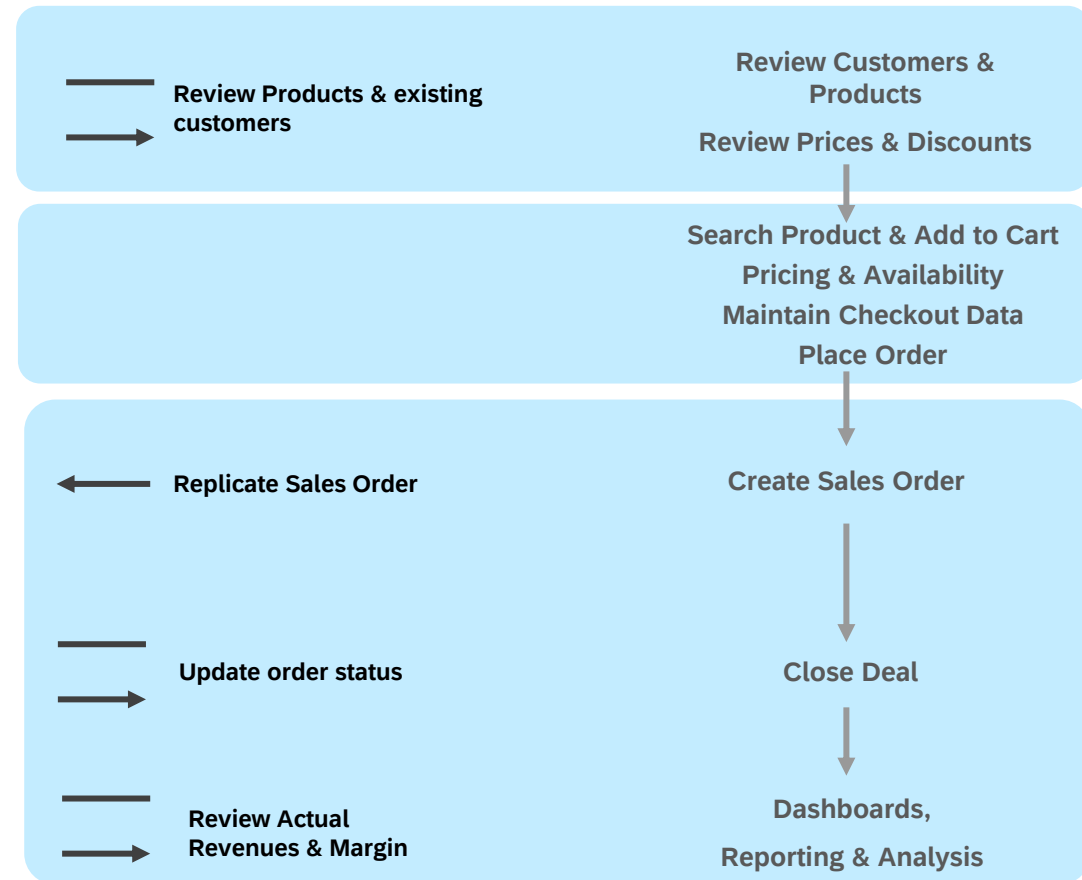 Review Products & existing
customers
Review Customers &
Products
Review Prices & Discounts
Search Product & Add to Cart
Pricing & Availability
Maintain Checkout Data
Place Order
Replicate Sales Order
Create Sales Order
Update order status
Close Deal
Review Actual
Revenues & Margin
Dashboards,
Reporting & Analysis